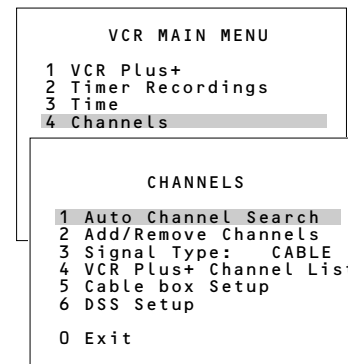 VCR MAIN MENU
1 VCR Plus+
2 Timer Recordings
3 Time
4 Channels
CHANNELS
1 Auto Channel Search
2 Add/Remove Channels
3 Signal Type: CABLE
4 VCR Plus+ Channel
5 Cable box Setup
6 DSS Setup
0 Exit